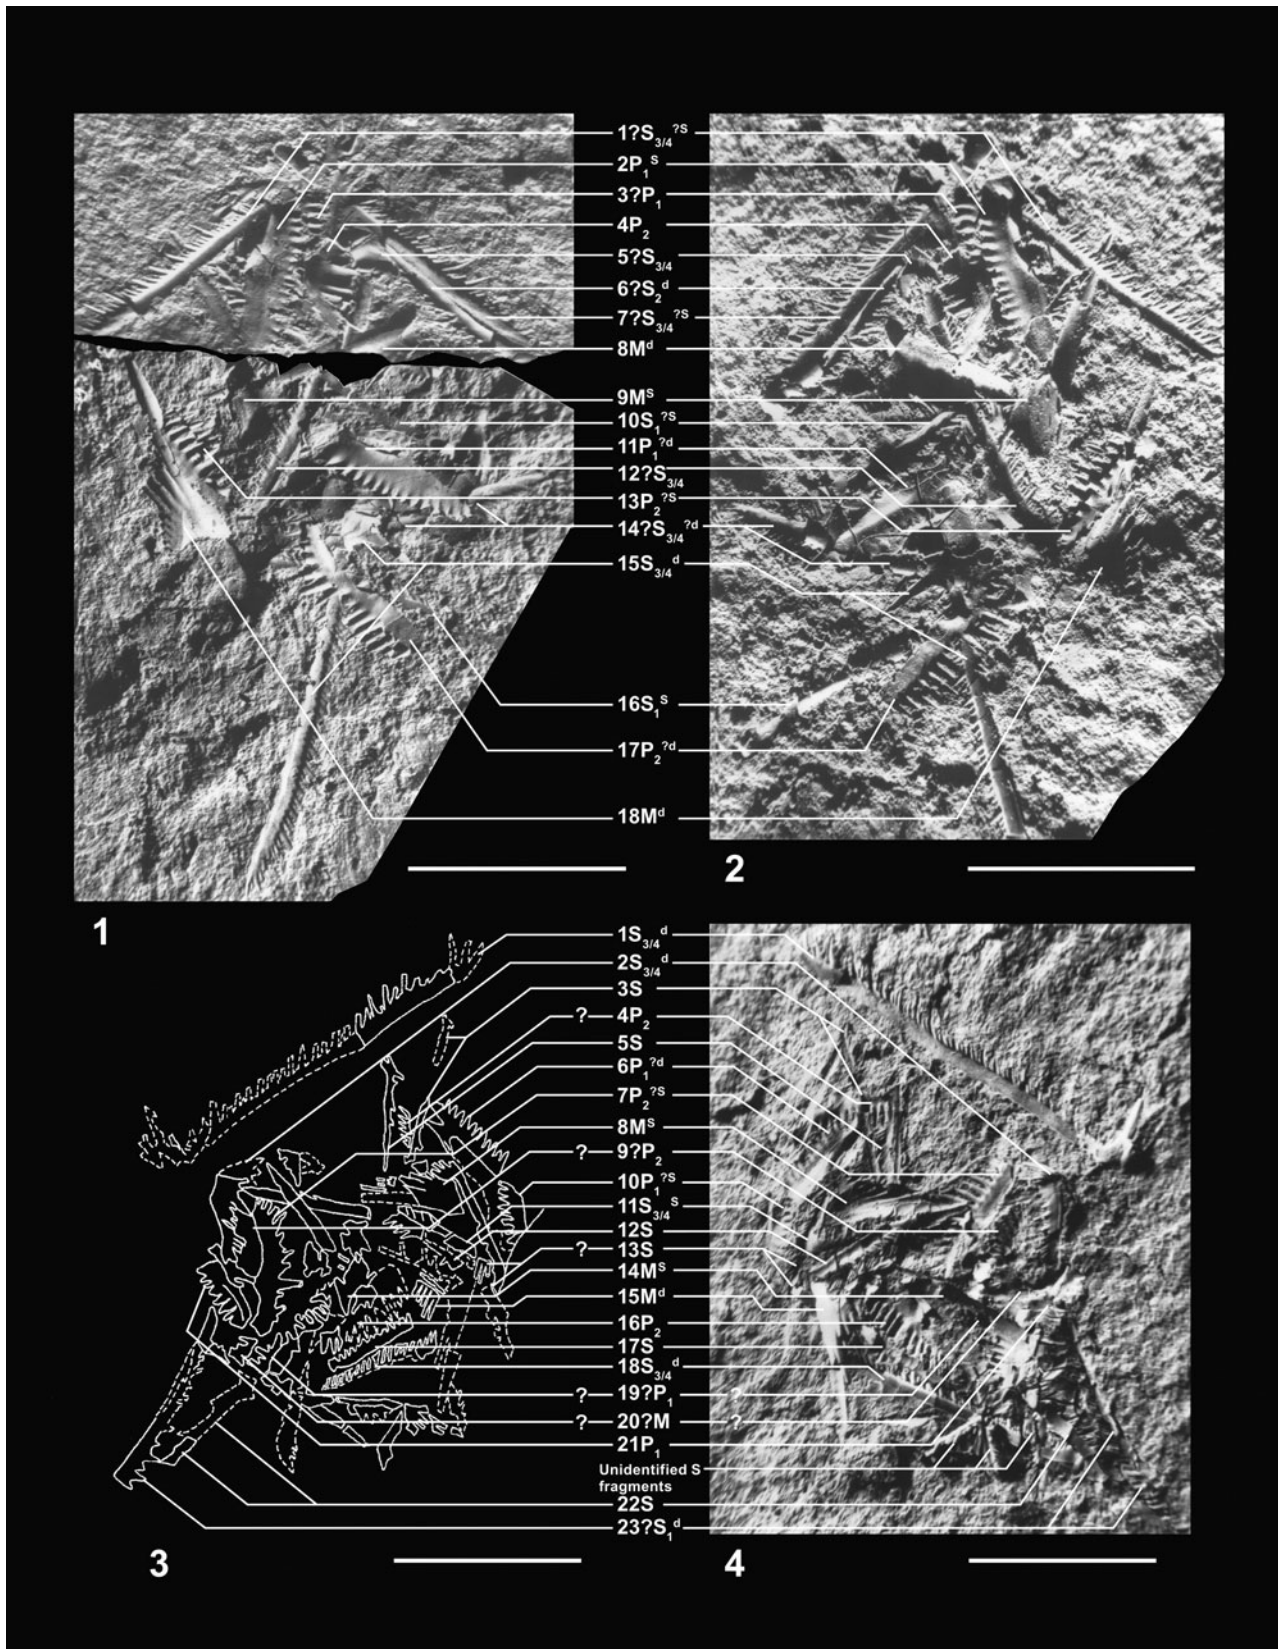 1?S3/4?S
2P1S
3?P1
4P2
5?S3/4
6?S2d
7?S3/4?S
8Md
9MS
10S1?S
11P1?d
12?S3/4
13P2?S
14?S3/4?d
15S3/4d
16S1S
17P2?d
18Md
1
2
1S3/4d
2S3/4d
3S
? 4P2
5S
6P1?d
7P2?S
8MS
? 9?P2
10P1?S
11S3/4S
12S
? 13S
14MS
15Md
16P2
17S
18S3/4d
? 19?P1 ?
? 20?M ?
21P1
Unidentified S
fragments
22S
23?S1d
3
4